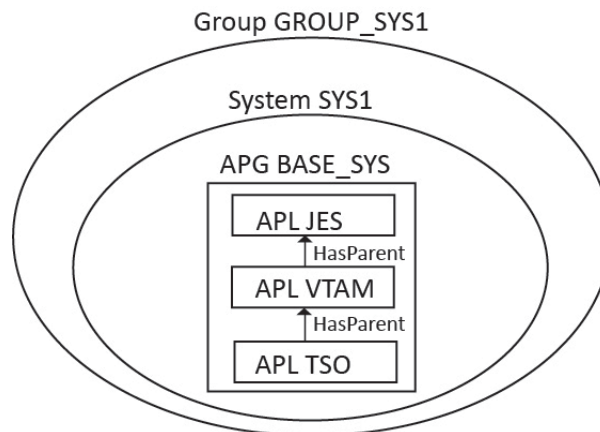 Group GROUP_SYS1
System SYS1
APG BASE_SYS
APL JES
HasParent
APL VTAM
HasParent
APL TSO